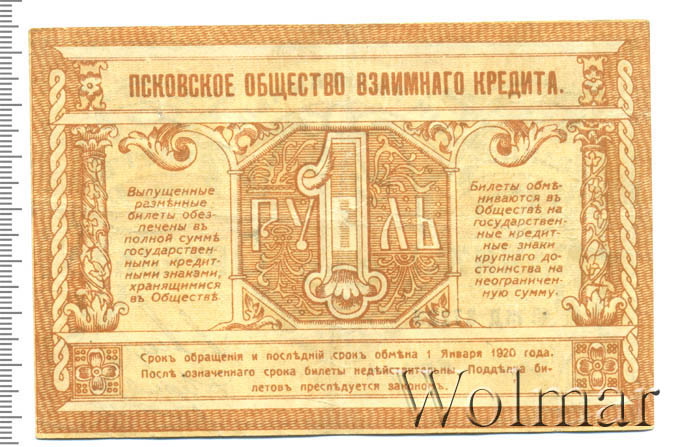 ПСКОВСКОЕ ОБЩЕСТВО ВЗАИМНАГО КРЕДИТА.
Выпущенные
размѣнные
билеты обез-
печены въ
полной суммѣ
государствен-
ными кредит-
ными знаками,
хранящимися
въ Обществѣ
1
РУБЛЬ
Билеты обмѣ-
ниваются въ
Обществѣ на
государствен-
ные кредит-
ные знаки
крупнаго до-
стоинства на
неограничен-
ную сумму.
Срокъ обращенія и послѣдній срокъ обмѣна 1 Января 1920 года.
Послѣ означеннаго срока билеты недѣйствительны. Поддѣлка би-
летовъ преслѣдуется закономъ.
Wolmar